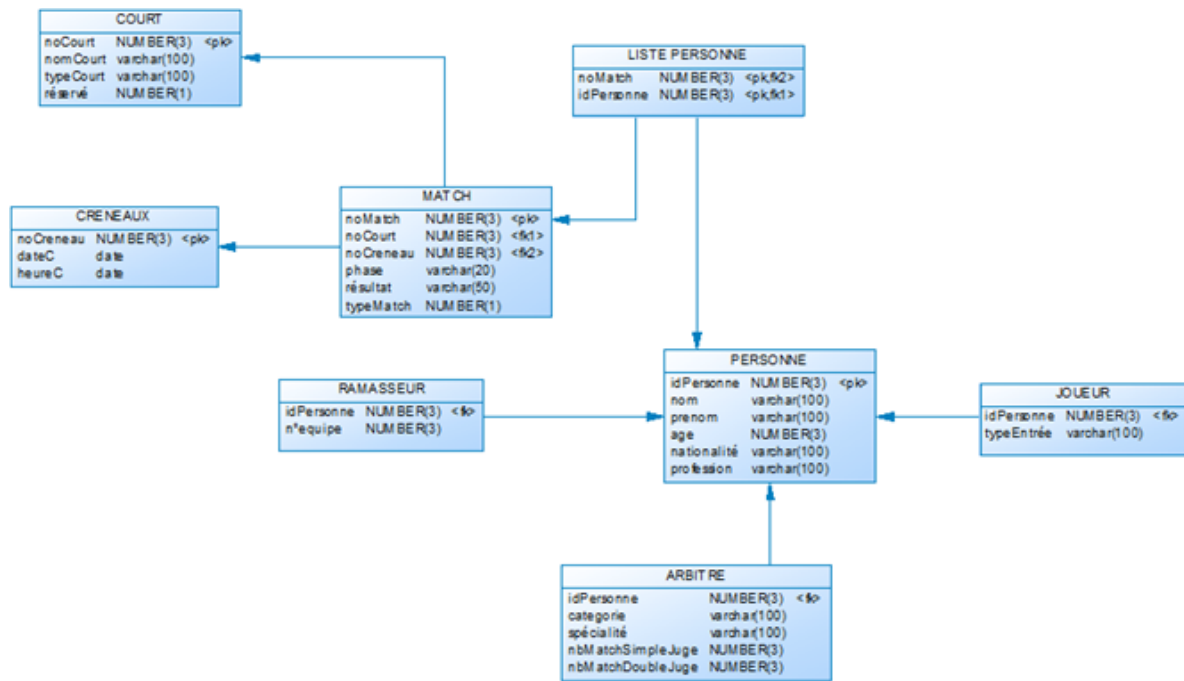 COURT
noCourt NUMBER(3) <pk>
nomCourt varchar(100)
typeCourt varchar(100)
réservé NUMBER(1)
LISTE PERSONNE
noMatch NUMBER(3) <pk,fk2>
idPersonne NUMBER(3) <pk,fk1>
MATCH
noMatch NUMBER(3) <pk>
noCourt NUMBER(3) <fk1>
noCreneau NUMBER(3) <fk2>
phase varchar(20)
résultat varchar(50)
typeMatch NUMBER(1)
CRENEAUX
noCreneau NUMBER(3) <pk>
dateC date
heureC date
PERSONNE
idPersonne NUMBER(3) <pk>
nom varchar(100)
prenom varchar(100)
age NUMBER(3)
nationalité varchar(100)
profession varchar(100)
RAMASSEUR
idPersonne NUMBER(3) <fk>
n°equipe NUMBER(3)
JOUEUR
idPersonne NUMBER(3) <fk>
typeEntrée varchar(100)
ARBITRE
idPersonne NUMBER(3) <fk>
categorie varchar(100)
spécialité varchar(100)
nbMatchSimpleJuge NUMBER(3)
nbMatchDoubleJuge NUMBER(3)